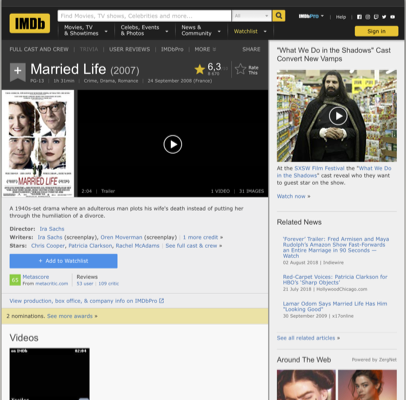 IMDb
Find Movies, TV shows, Celebrities and more...
All
IMDbPro
Help
Movies, TV
& Showtimes
Celebs, Events
& Photos
News &
Community
Watchlist
Sign in
FULL CAST AND CREW | TRIVIA | USER REVIEWS | IMDbPro | MORE
SHARE
Married Life (2007)
PG-13 | 1h 31min | Crime, Drama, Romance | 24 September 2008 (France)
6,3
Rate
This
MARRIED LIFE
2:04 | Trailer
1 VIDEO | 31 IMAGES
A 1940s-set drama where an adulterous man plots his wife's death instead of putting her
through the humiliation of a divorce.
Director: Ira Sachs
Writers: Ira Sachs (screenplay), Oren Moverman (screenplay) | 1 more credit »
Stars: Chris Cooper, Patricia Clarkson, Rachel McAdams | See full cast & crew »
+ Add to Watchlist
Metascore
From metacritic.com
Reviews
53 user | 109 critic
View production, box office, & company info on IMDbPro
2 nominations. See more awards »
Videos
02:04
"What We Do in the Shadows" Cast
Convert New Vamps
At the SXSW Film Festival the "What We Do
in the Shadows" cast reveal who they want
to guest star on the show.
Watch now »
Related News
'Forever' Trailer: Fred Armisen and Maya
Rudolph's Amazon Show Fast-Forwards
an Entire Marriage in 90 Seconds —
Watch
02 August 2018 | Indiewire
Red-Carpet Voices: Patricia Clarkson for
HBO's 'Sharp Objects'
21 July 2018 | HollywoodChicago.com
Lamar Odom Says Married Life Has Him
"Looking Good"
30 September 2009 | x17online
See all related articles »
Around The Web
Powered by ZergNet